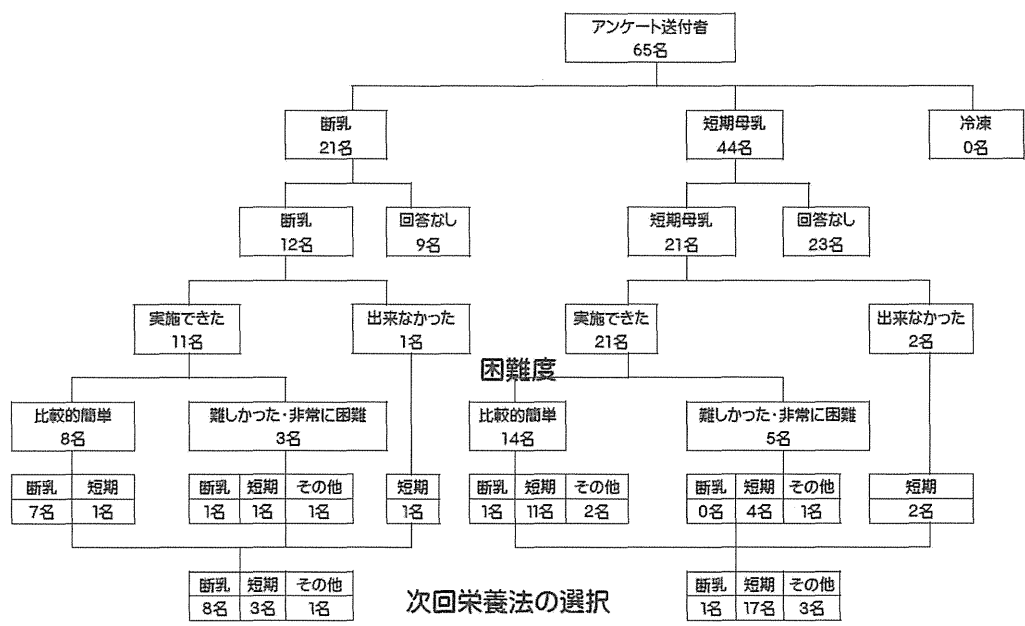 アンケート送付者
65名
断乳
21名
短期母乳
44名
冷凍
0名
断乳
12名
回答なし
9名
短期母乳
21名
回答なし
23名
実施できた
11名
出来なかった
1名
実施できた
21名
出来なかった
2名
困難度
比較的簡単
8名
難しかった・非常に困難
3名
比較的簡単
14名
難しかった・非常に困難
5名
断乳 短期
7名 1名
断乳 短期 その他
1名 1名 1名
短期
1名
断乳 短期 その他
1名 11名 2名
断乳 短期 その他
0名 4名 1名
短期
2名
断乳 短期 その他
8名 3名 1名
次回栄養法の選択
断乳 短期 その他
1名 17名 3名